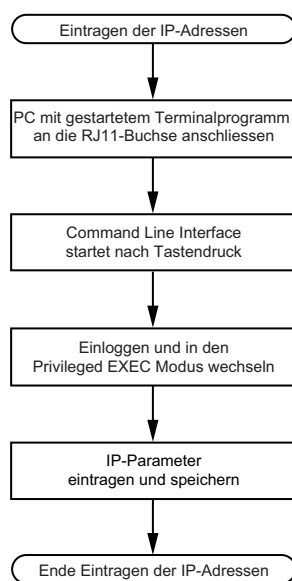 Eintragen der IP-Adressen
PC mit gestartetem Terminalprogramm
an die RJ11-Buchse anschliessen
Command Line Interface
startet nach Tastendruck
Einloggen und in den
Privileged EXEC Modus wechseln
IP-Parameter
eintragen und speichern
Ende Eintragen der IP-Adressen